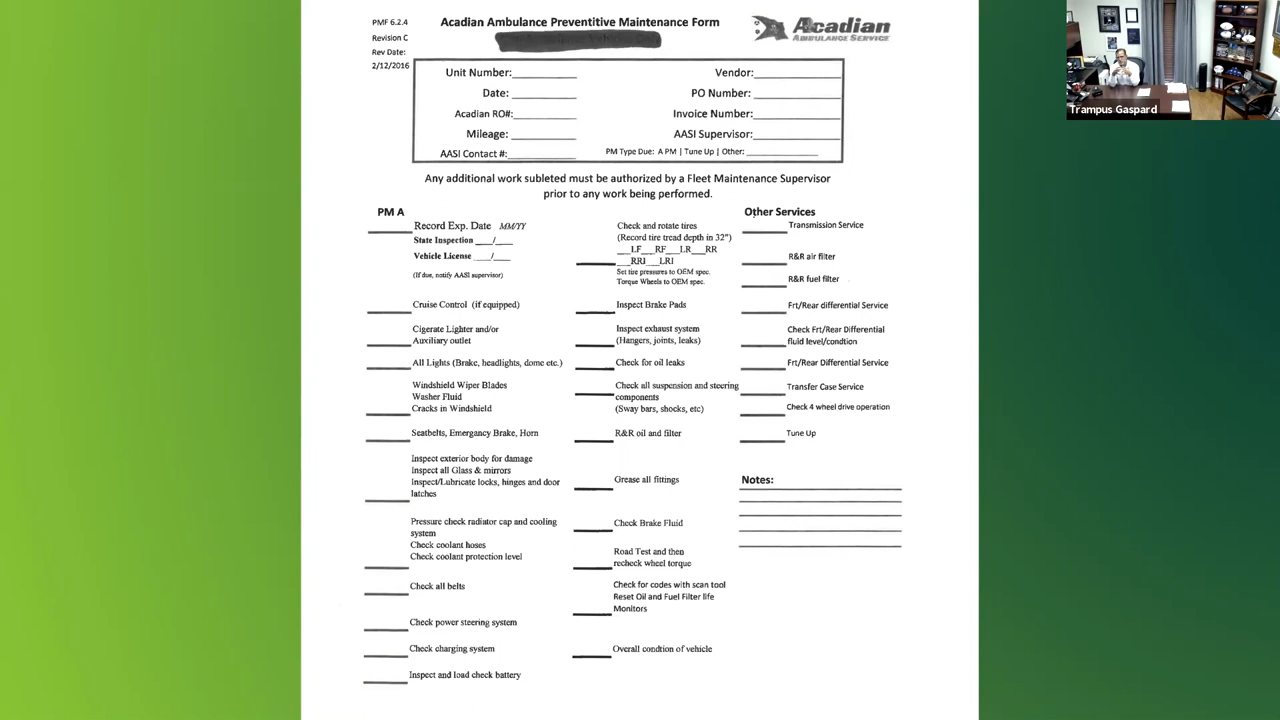 PMF 6.2.4
Revision C
Rev Date:
2/12/2016
Acadian Ambulance Preventitive Maintenance Form
Acadian
AMBULANCE SERVICE
Trampus Gaspard
Unit Number:
Date:
Acadian RO#:
Mileage:
AASI Contact #:
Vendor:
PO Number:
Invoice Number:
AASI Supervisor:
PM Type Due: A PM | Tune Up | Other:
Any additional work subleted must be authorized by a Fleet Maintenance Supervisor
prior to any work being performed.
PM A
Record Exp. Date MM/YY
State Inspection ___/___
Vehicle License ___/___
(If due, notify AASI supervisor)
Cruise Control (if equipped)
Cigerate Lighter and/or
Auxiliary outlet
All Lights (Brake, headlights, dome etc.)
Windshield Wiper Blades
Washer Fluid
Cracks in Windshield
Seatbelts, Emergency Brake, Horn
Inspect exterior body for damage
Inspect all Glass & mirrors
Inspect/Lubricate locks, hinges and door
latches
Pressure check radiator cap and cooling
system
Check coolant hoses
Check coolant protection level
Check all belts
Check power steering system
Check charging system
Inspect and load check battery
Check and rotate tires
(Record tire tread depth in 32")
___LF___RF___LR___RR
___RRI___LRI
Set tire pressures to OEM spec.
Torque Wheels to OEM spec.
Inspect Brake Pads
Inspect exhaust system
(Hangers, joints, leaks)
Check for oil leaks
Check all suspension and steering
components
(Sway bars, shocks, etc)
R&R oil and filter
Grease all fittings
Check Brake Fluid
Road Test and then
recheck wheel torque
Check for codes with scan tool
Reset Oil and Fuel Filter life
Monitors
Overall condtion of vehicle
Other Services
Transmission Service
R&R air filter
R&R fuel filter
Frt/Rear differential Service
Check Frt/Rear Differential
fluid level/condtion
Frt/Rear Differential Service
Transfer Case Service
Check 4 wheel drive operation
Tune Up
Notes: